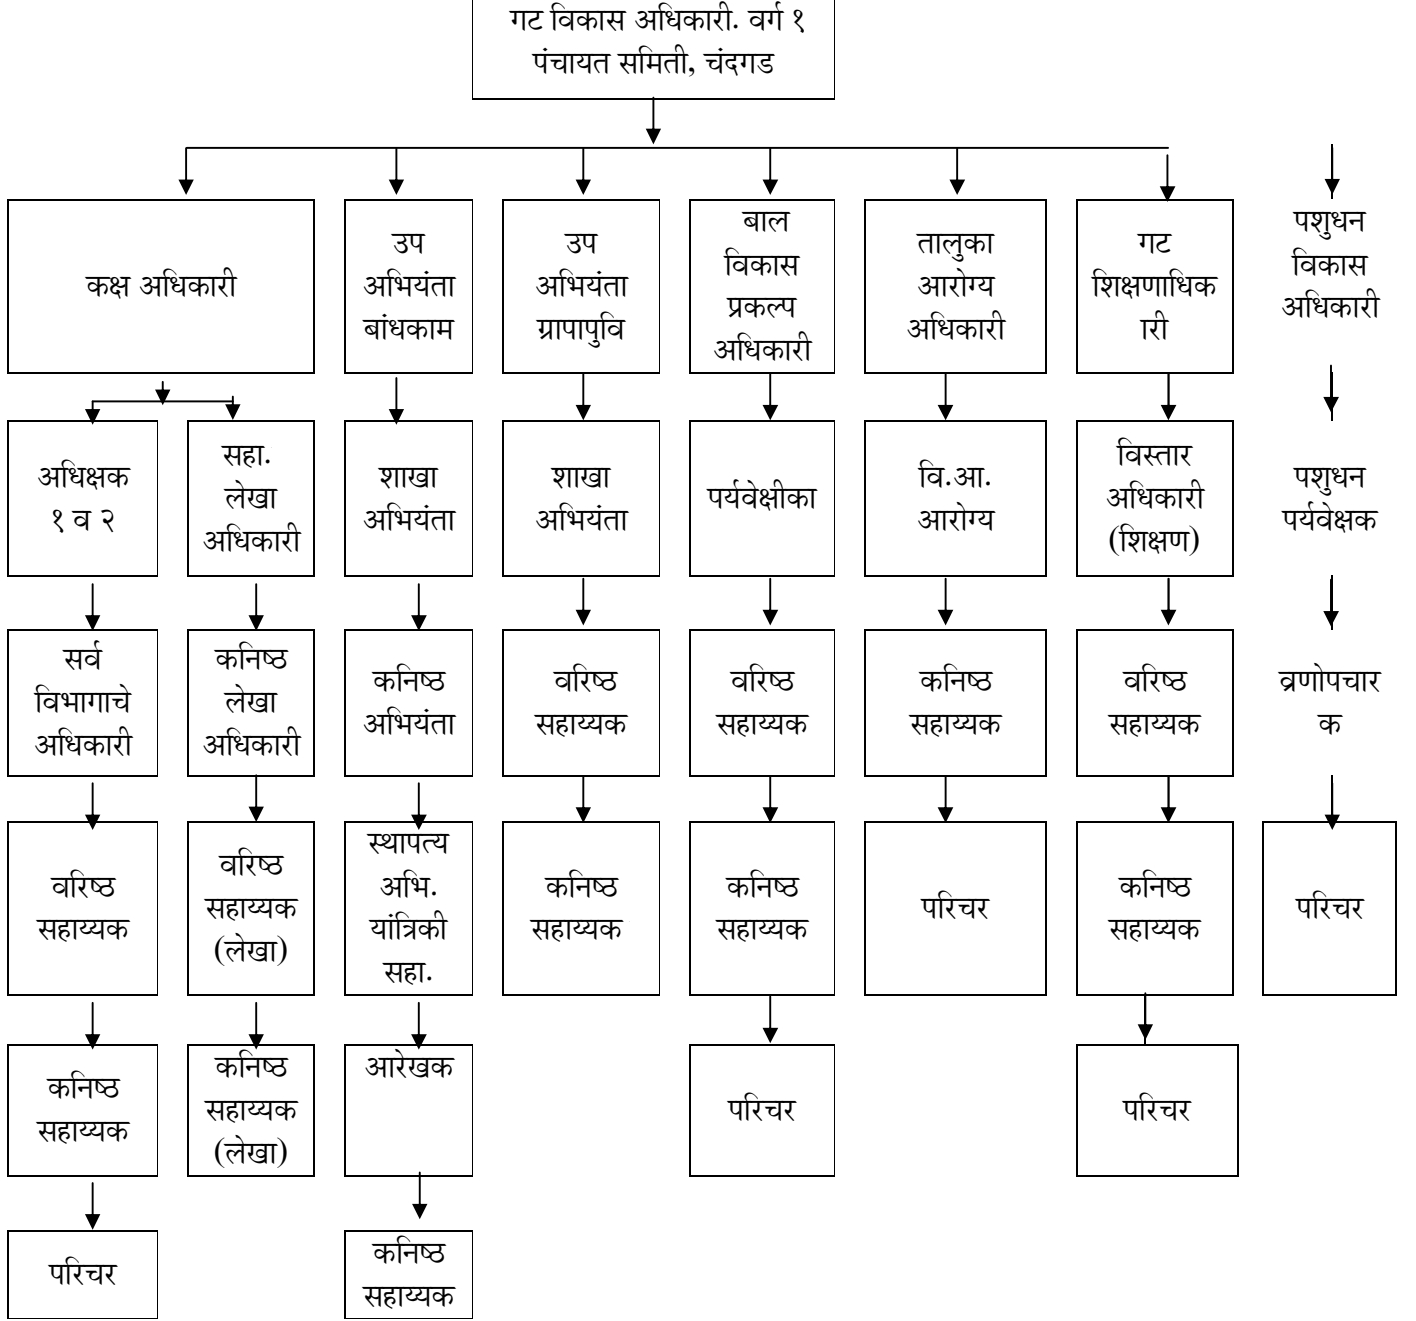 गट विकास अधिकारी. वर्ग १
पंचायत समिती, चंदगड
कक्ष अधिकारी
उप
अभियंता
बांधकाम
उप
अभियंता
ग्रापापुवि
बाल
विकास
प्रकल्प
अधिकारी
तालुका
आरोग्य
अधिकारी
गट
शिक्षणाधिक
ारी
पशुधन
विकास
अधिकारी
अधिक्षक
१ व २
सहा.
लेखा
अधिकारी
शाखा
अभियंता
शाखा
अभियंता
पर्यवेक्षीका
वि.आ.
आरोग्य
विस्तार
अधिकारी
(शिक्षण)
पशुधन
पर्यवेक्षक
सर्व
विभागाचे
अधिकारी
कनिष्ठ
लेखा
अधिकारी
कनिष्ठ
अभियंता
वरिष्ठ
सहाय्यक
वरिष्ठ
सहाय्यक
कनिष्ठ
सहाय्यक
वरिष्ठ
सहाय्यक
व्रणोपचार
क
वरिष्ठ
सहाय्यक
वरिष्ठ
सहाय्यक
(लेखा)
स्थापत्य
अभि.
यांत्रिकी
सहा.
कनिष्ठ
सहाय्यक
कनिष्ठ
सहाय्यक
परिचर
कनिष्ठ
सहाय्यक
परिचर
कनिष्ठ
सहाय्यक
कनिष्ठ
सहाय्यक
(लेखा)
आरेखक
परिचर
परिचर
परिचर
कनिष्ठ
सहाय्यक